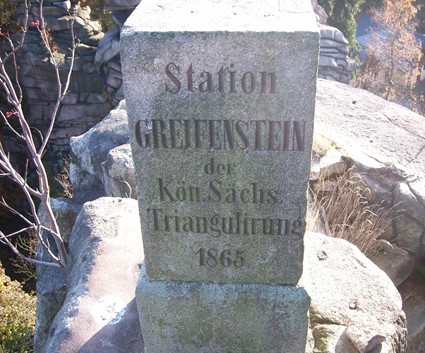 Station
GREIFENSTEIN
der
Kön. Sächs.
Triangulirung
1865